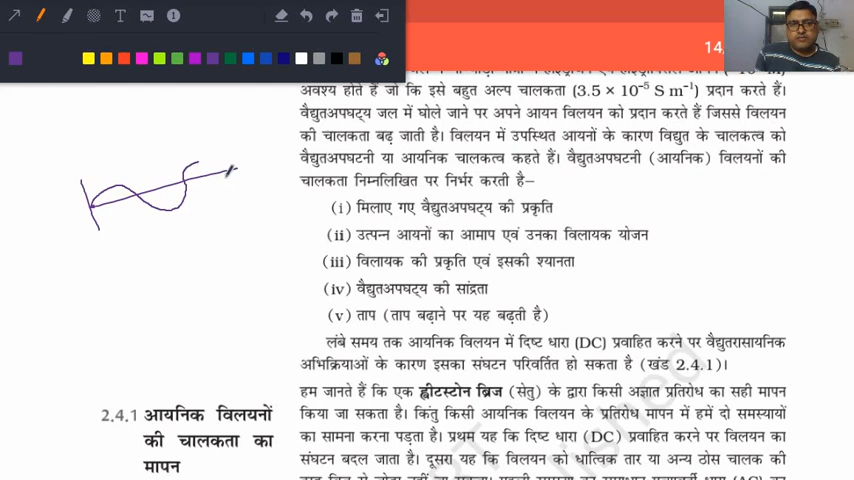 14
अवश्य होते हैं जो कि इसे बहुत अल्प चालकता (3.5 × 10⁻⁵ S m⁻¹) प्रदान करते हैं।
वैद्युतअपघट्य जल में घोले जाने पर अपने आयन विलयन को प्रदान करते हैं जिससे विलयन
की चालकता बढ़ जाती है। विलयन में उपस्थित आयनों के कारण विद्युत के चालकत्व को
वैद्युतअपघटनी या आयनिक चालकत्व कहते हैं। वैद्युतअपघटनी (आयनिक) विलयनों की
चालकता निम्नलिखित पर निर्भर करती है–
(i) मिलाए गए वैद्युतअपघट्य की प्रकृति
(ii) उत्पन्न आयनों का आमाप एवं उनका विलायक योजन
(iii) विलायक की प्रकृति एवं इसकी श्यानता
(iv) वैद्युतअपघट्य की सांद्रता
(v) ताप (ताप बढ़ाने पर यह बढ़ती है)
लंबे समय तक आयनिक विलयन में दिष्ट धारा (DC) प्रवाहित करने पर वैद्युतरासायनिक
अभिक्रियाओं के कारण इसका संघटन परिवर्तित हो सकता है (खंड 2.4.1)।
2.4.1 आयनिक विलयनों
की चालकता का
मापन
हम जानते हैं कि एक ह्वीटस्टोन ब्रिज (सेतु) के द्वारा किसी अज्ञात प्रतिरोध का सही मापन
किया जा सकता है। किंतु किसी आयनिक विलयन के प्रतिरोध मापन में हमें दो समस्यायों
का सामना करना पड़ता है। प्रथम यह कि दिष्ट धारा (DC) प्रवाहित करने पर विलयन का
संघटन बदल जाता है। दूसरा यह कि विलयन को धात्विक तार या अन्य ठोस चालक की